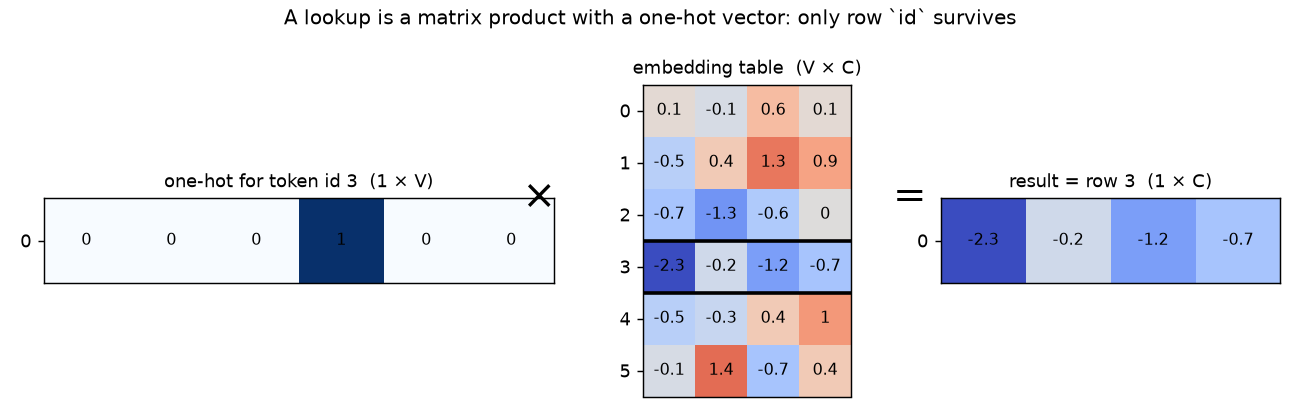 A lookup is a matrix product with a one-hot vector: only row `id` survives
one-hot for token id 3  (1 × V)
0
0 0 0 1 0 0
×
embedding table  (V × C)
0 0.1 -0.1 0.6 0.1
1 -0.5 0.4 1.3 0.9
2 -0.7 -1.3 -0.6 0
3 -2.3 -0.2 -1.2 -0.7
4 -0.5 -0.3 0.4 1
5 -0.1 1.4 -0.7 0.4
=
result = row 3  (1 × C)
0 -2.3 -0.2 -1.2 -0.7